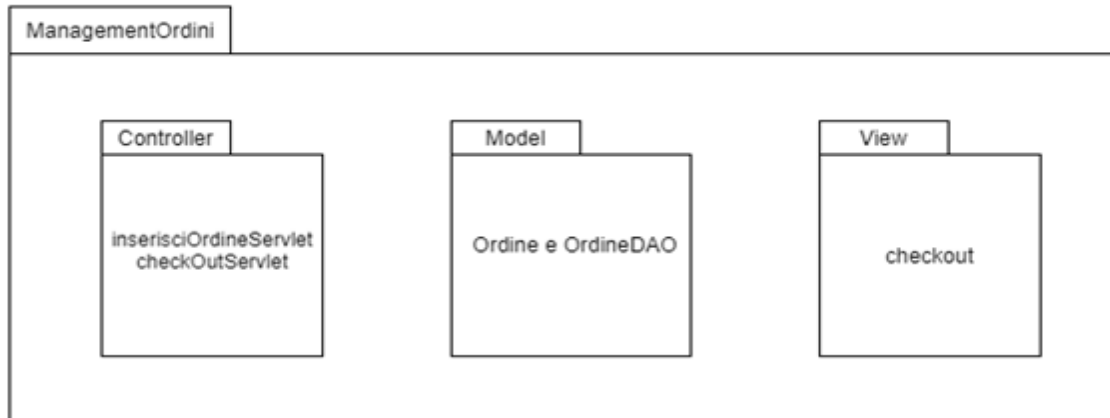 ManagementOrdini
Controller
inserisciOrdineServlet
checkOutServlet
Model
Ordine e OrdineDAO
View
checkout